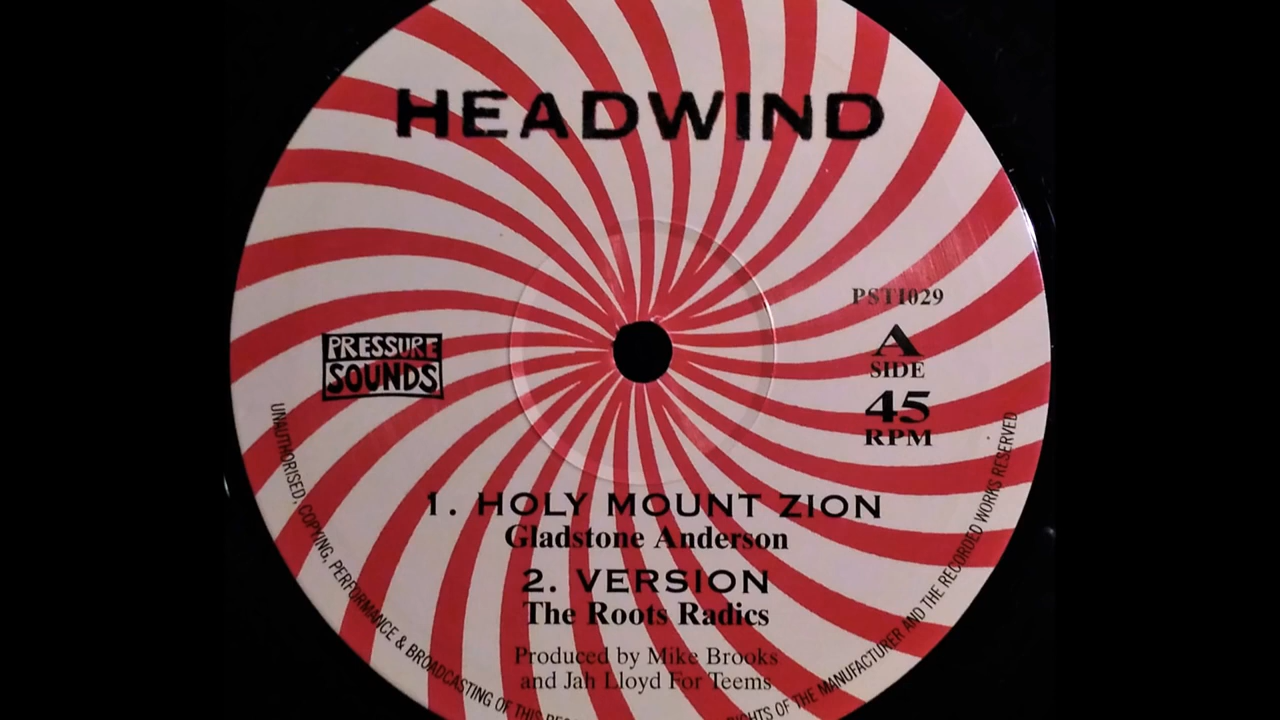 HEADWIND
PRESSURE
SOUNDS
PSTI029
A
SIDE
45
RPM
1. HOLY MOUNT ZION
Gladstone Anderson
2. VERSION
The Roots Radics
Produced by Mike Brooks
and Jah Lloyd For Teems
UNAUTHORISED, COPYING, PERFORMANCE & BROADCASTING OF THIS
OF THE MANUFACTURER AND THE RECORDED WORKS RESERVED